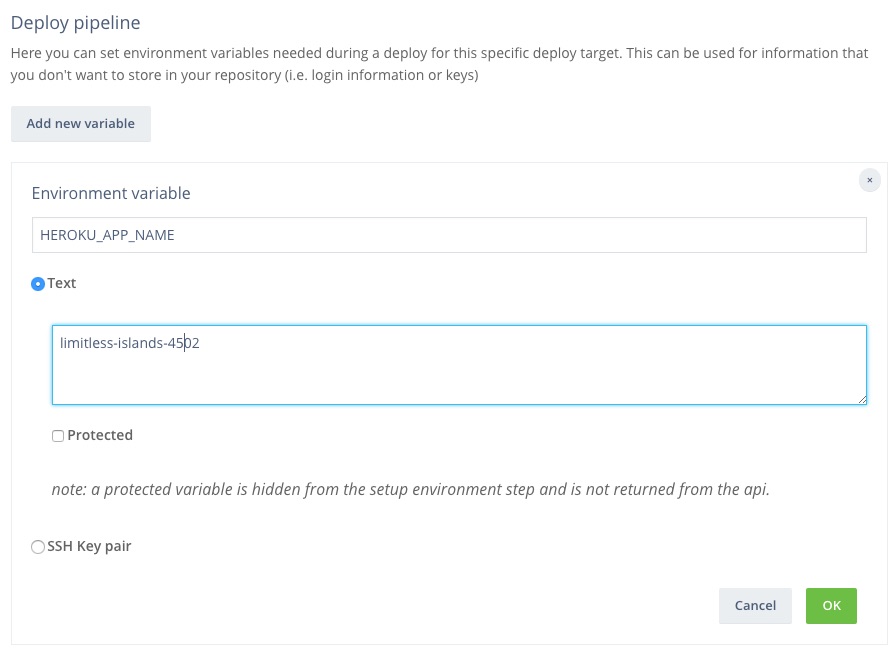 Deploy pipeline
Here you can set environment variables needed during a deploy for this specific deploy target. This can be used for information that
you don't want to store in your repository (i.e. login information or keys)
Add new variable
×
Environment variable
HEROKU_APP_NAME
Text
limitless-islands-4502
Protected
note: a protected variable is hidden from the setup environment step and is not returned from the api.
SSH Key pair
Cancel
OK